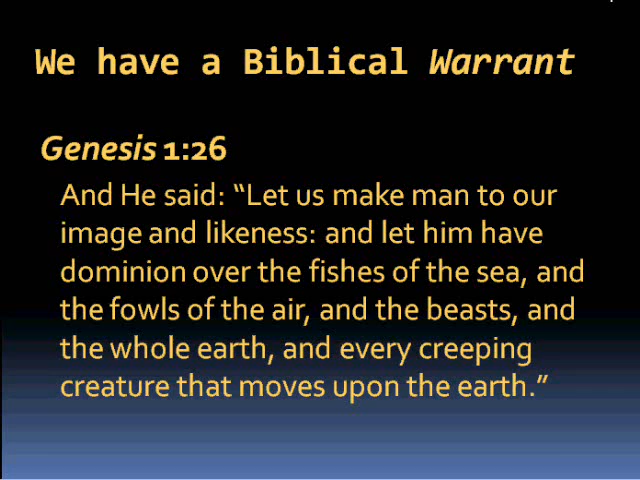 We have a Biblical Warrant
Genesis 1:26
And He said: “Let us make man to our
image and likeness: and let him have
dominion over the fishes of the sea, and
the fowls of the air, and the beasts, and
the whole earth, and every creeping
creature that moves upon the earth.”